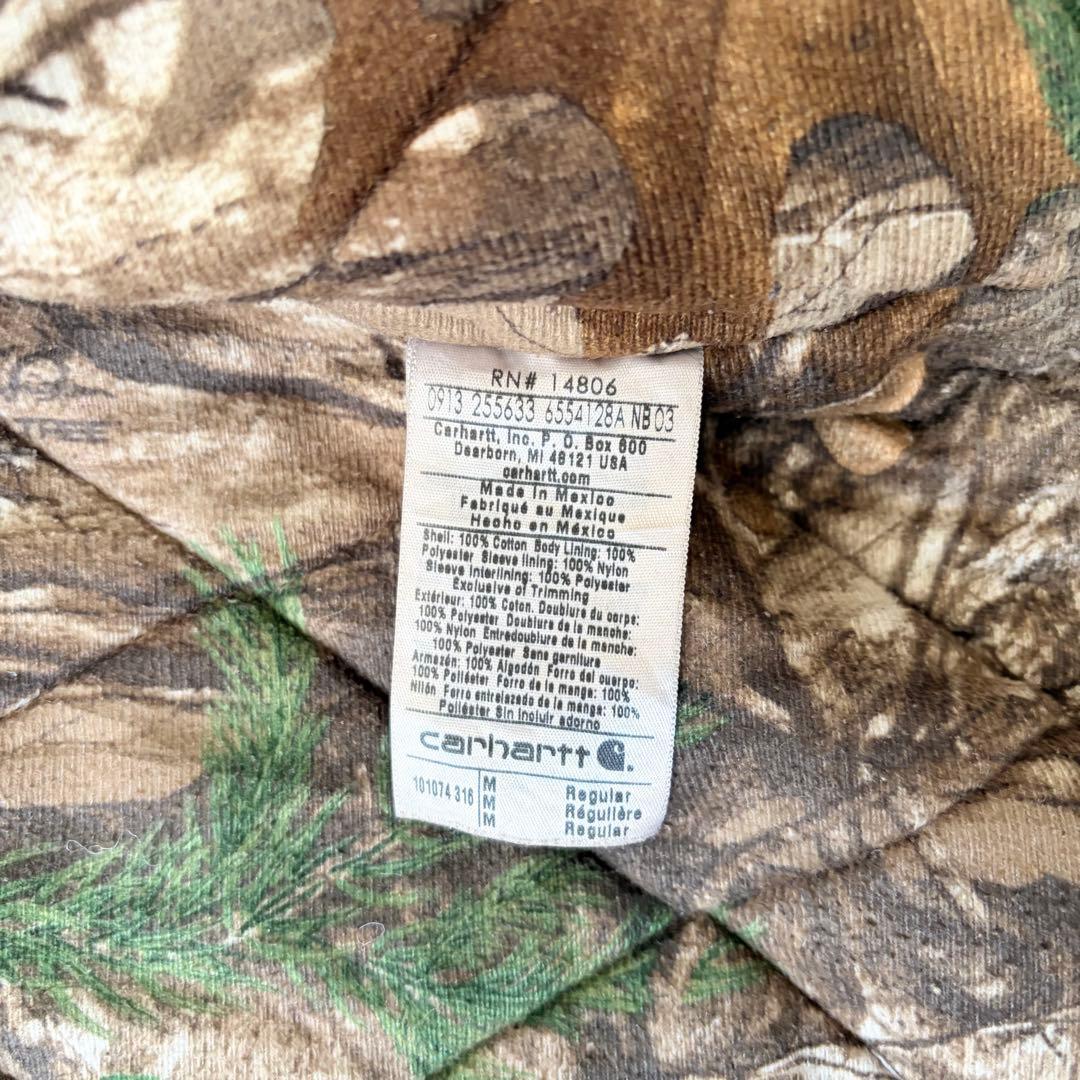 RN# 14806
0913 255633 6554128A NB 03
Carhartt, Inc. P. O. Box 600
Dearborn, MI 48121 USA
carhartt.com
Made in Mexico
Fabriqué au Mexique
Hecho en México
Shell: 100% Cotton Body Lining: 100%
Polyester Sleeve lining: 100% Nylon
Sleeve Interlining: 100% Polyester
Exclusive of Trimming
Extérieur: 100% Coton. Doublure du corps:
100% Polyester Doublure de la manche:
100% Nylon Entredoublure de la manche:
100% Polyester Sans garniture
Armazón: 100% Algodón Forro del cuerpo:
100% Poliéster Forro de la manga: 100%
Nilón Forro entrelazado de la manga: 100%
Poliéster Sin incluir adorno
carhartt
101074 316 M Regular
M Régulière
M Regular